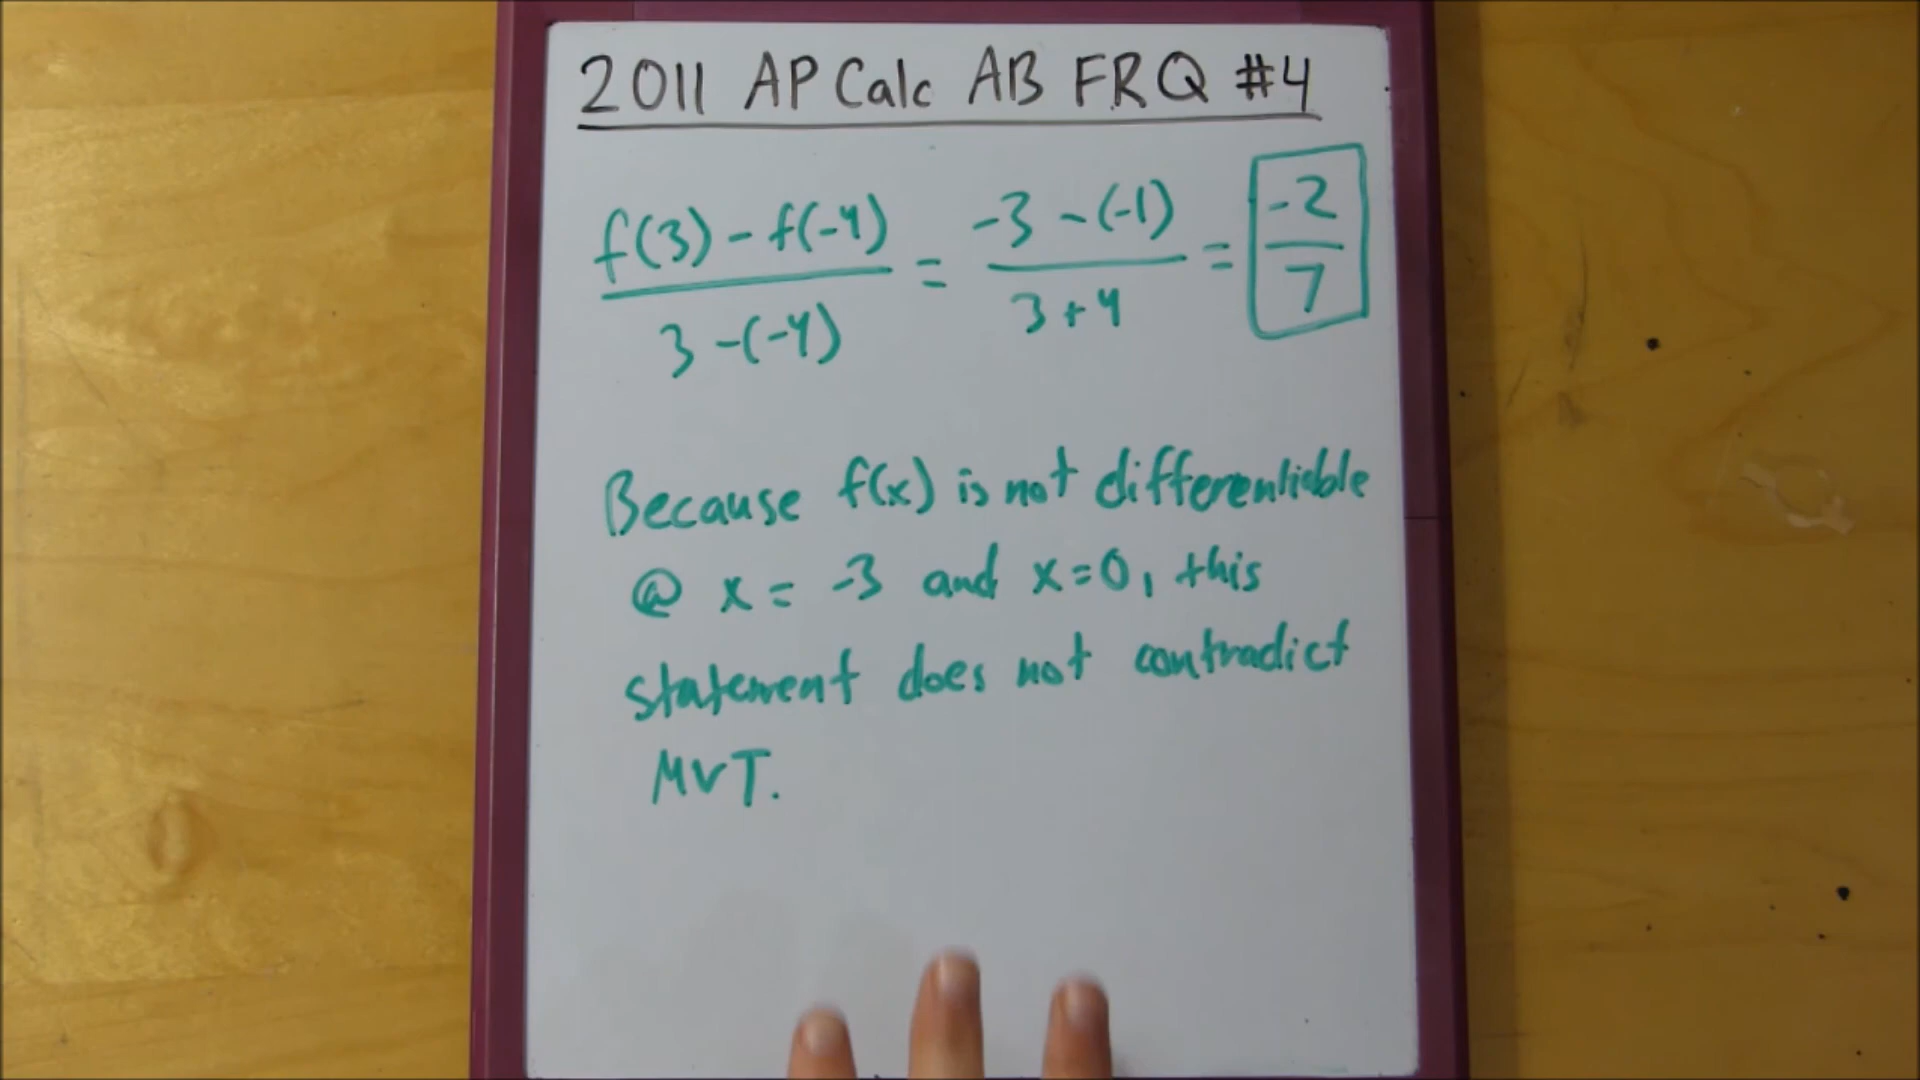 2011 AP Calc AB FRQ #4
f(3) - f(-4) / 3 - (-4) = -3 - (-1) / 3 + 4 = -2 / 7
Because f(x) is not differentiable
@ x = -3 and x = 0, this
statement does not contradict
MVT.